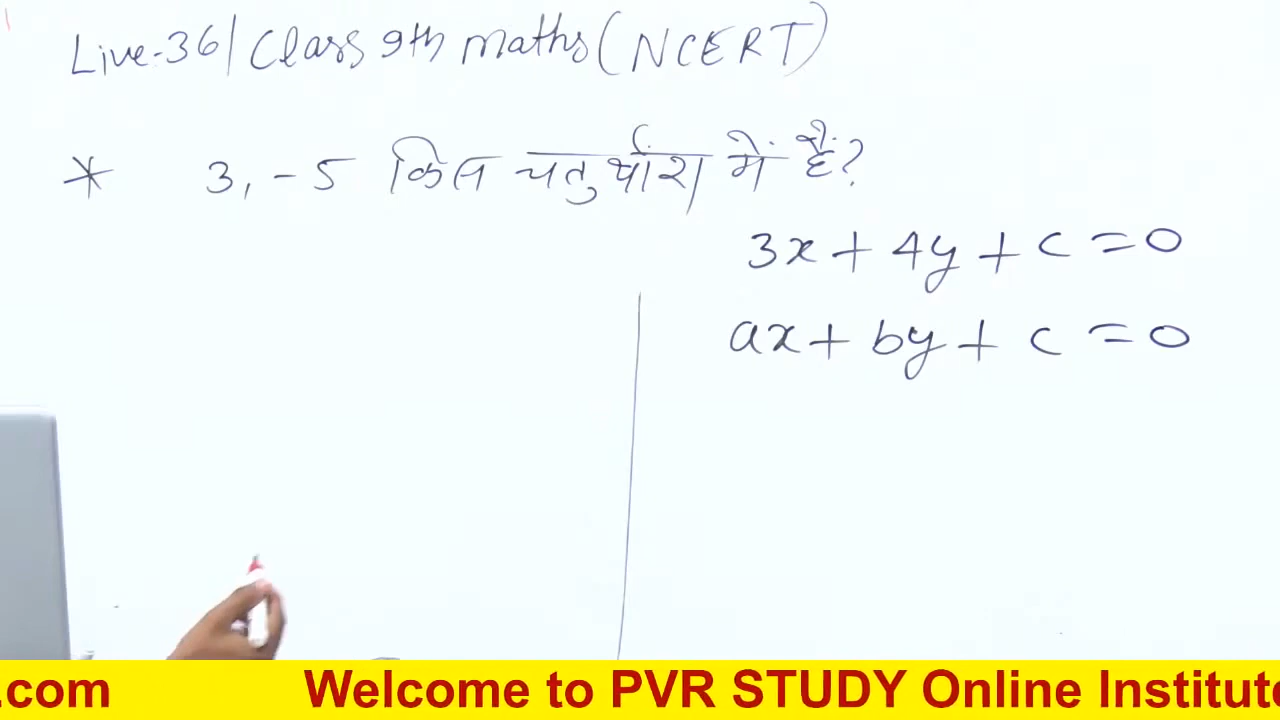 Live-36/ Class 9th maths (NCERT)
* 3, -5 किस चतुर्थांश में है?
3x + 4y + c = 0
ax + by + c = 0
.com Welcome to PVR STUDY Online Institute